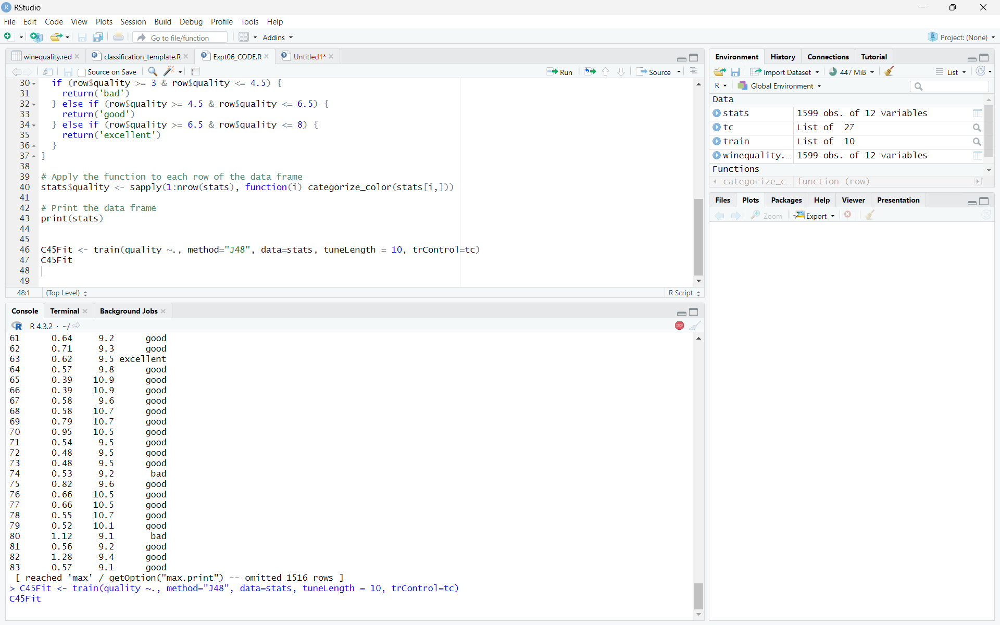 RStudio
File Edit Code View Plots Session Build Debug Profile Tools Help
Go to file/function Addins Project: (None)
winequality.red classification_template.R Expt06_CODE.R Untitled1*
Source on Save Run Source
30 if (row$quality >= 3 & row$quality <= 4.5) {
31 return('bad')
32 } else if (row$quality >= 4.5 & row$quality <= 6.5) {
33 return('good')
34 } else if (row$quality >= 6.5 & row$quality <= 8) {
35 return('excellent')
36 }
37 }
38
39 # Apply the function to each row of the data frame
40 stats$quality <- sapply(1:nrow(stats), function(i) categorize_color(stats[i,]))
41
42 # Print the data frame
43 print(stats)
44
45
46 C45Fit <- train(quality ~., method="J48", data=stats, tuneLength = 10, trControl=tc)
47 C45Fit
48
49
48:1 (Top Level) R Script
Console Terminal Background Jobs
R 4.3.2 · ~/
STOP
61 0.64 9.2 good
62 0.71 9.3 good
63 0.62 9.5 excellent
64 0.57 9.8 good
65 0.39 10.9 good
66 0.39 10.9 good
67 0.58 9.6 good
68 0.58 10.7 good
69 0.79 10.7 good
70 0.95 10.5 good
71 0.54 9.5 good
72 0.48 9.5 good
73 0.48 9.5 good
74 0.53 9.2 bad
75 0.82 9.6 good
76 0.66 10.5 good
77 0.66 10.5 good
78 0.55 10.7 good
79 0.52 10.1 good
80 1.12 9.1 bad
81 0.56 9.2 good
82 1.28 9.4 good
83 0.57 9.1 good
[ reached 'max' / getOption("max.print") -- omitted 1516 rows ]
> C45Fit <- train(quality ~., method="J48", data=stats, tuneLength = 10, trControl=tc)
C45Fit
Environment History Connections Tutorial
Import Dataset 447 MiB List
R Global Environment
Data
stats 1599 obs. of 12 variables
tc List of 27
train List of 10
winequality.… 1599 obs. of 12 variables
Functions
categorize_c… function (row)
Files Plots Packages Help Viewer Presentation
Zoom Export